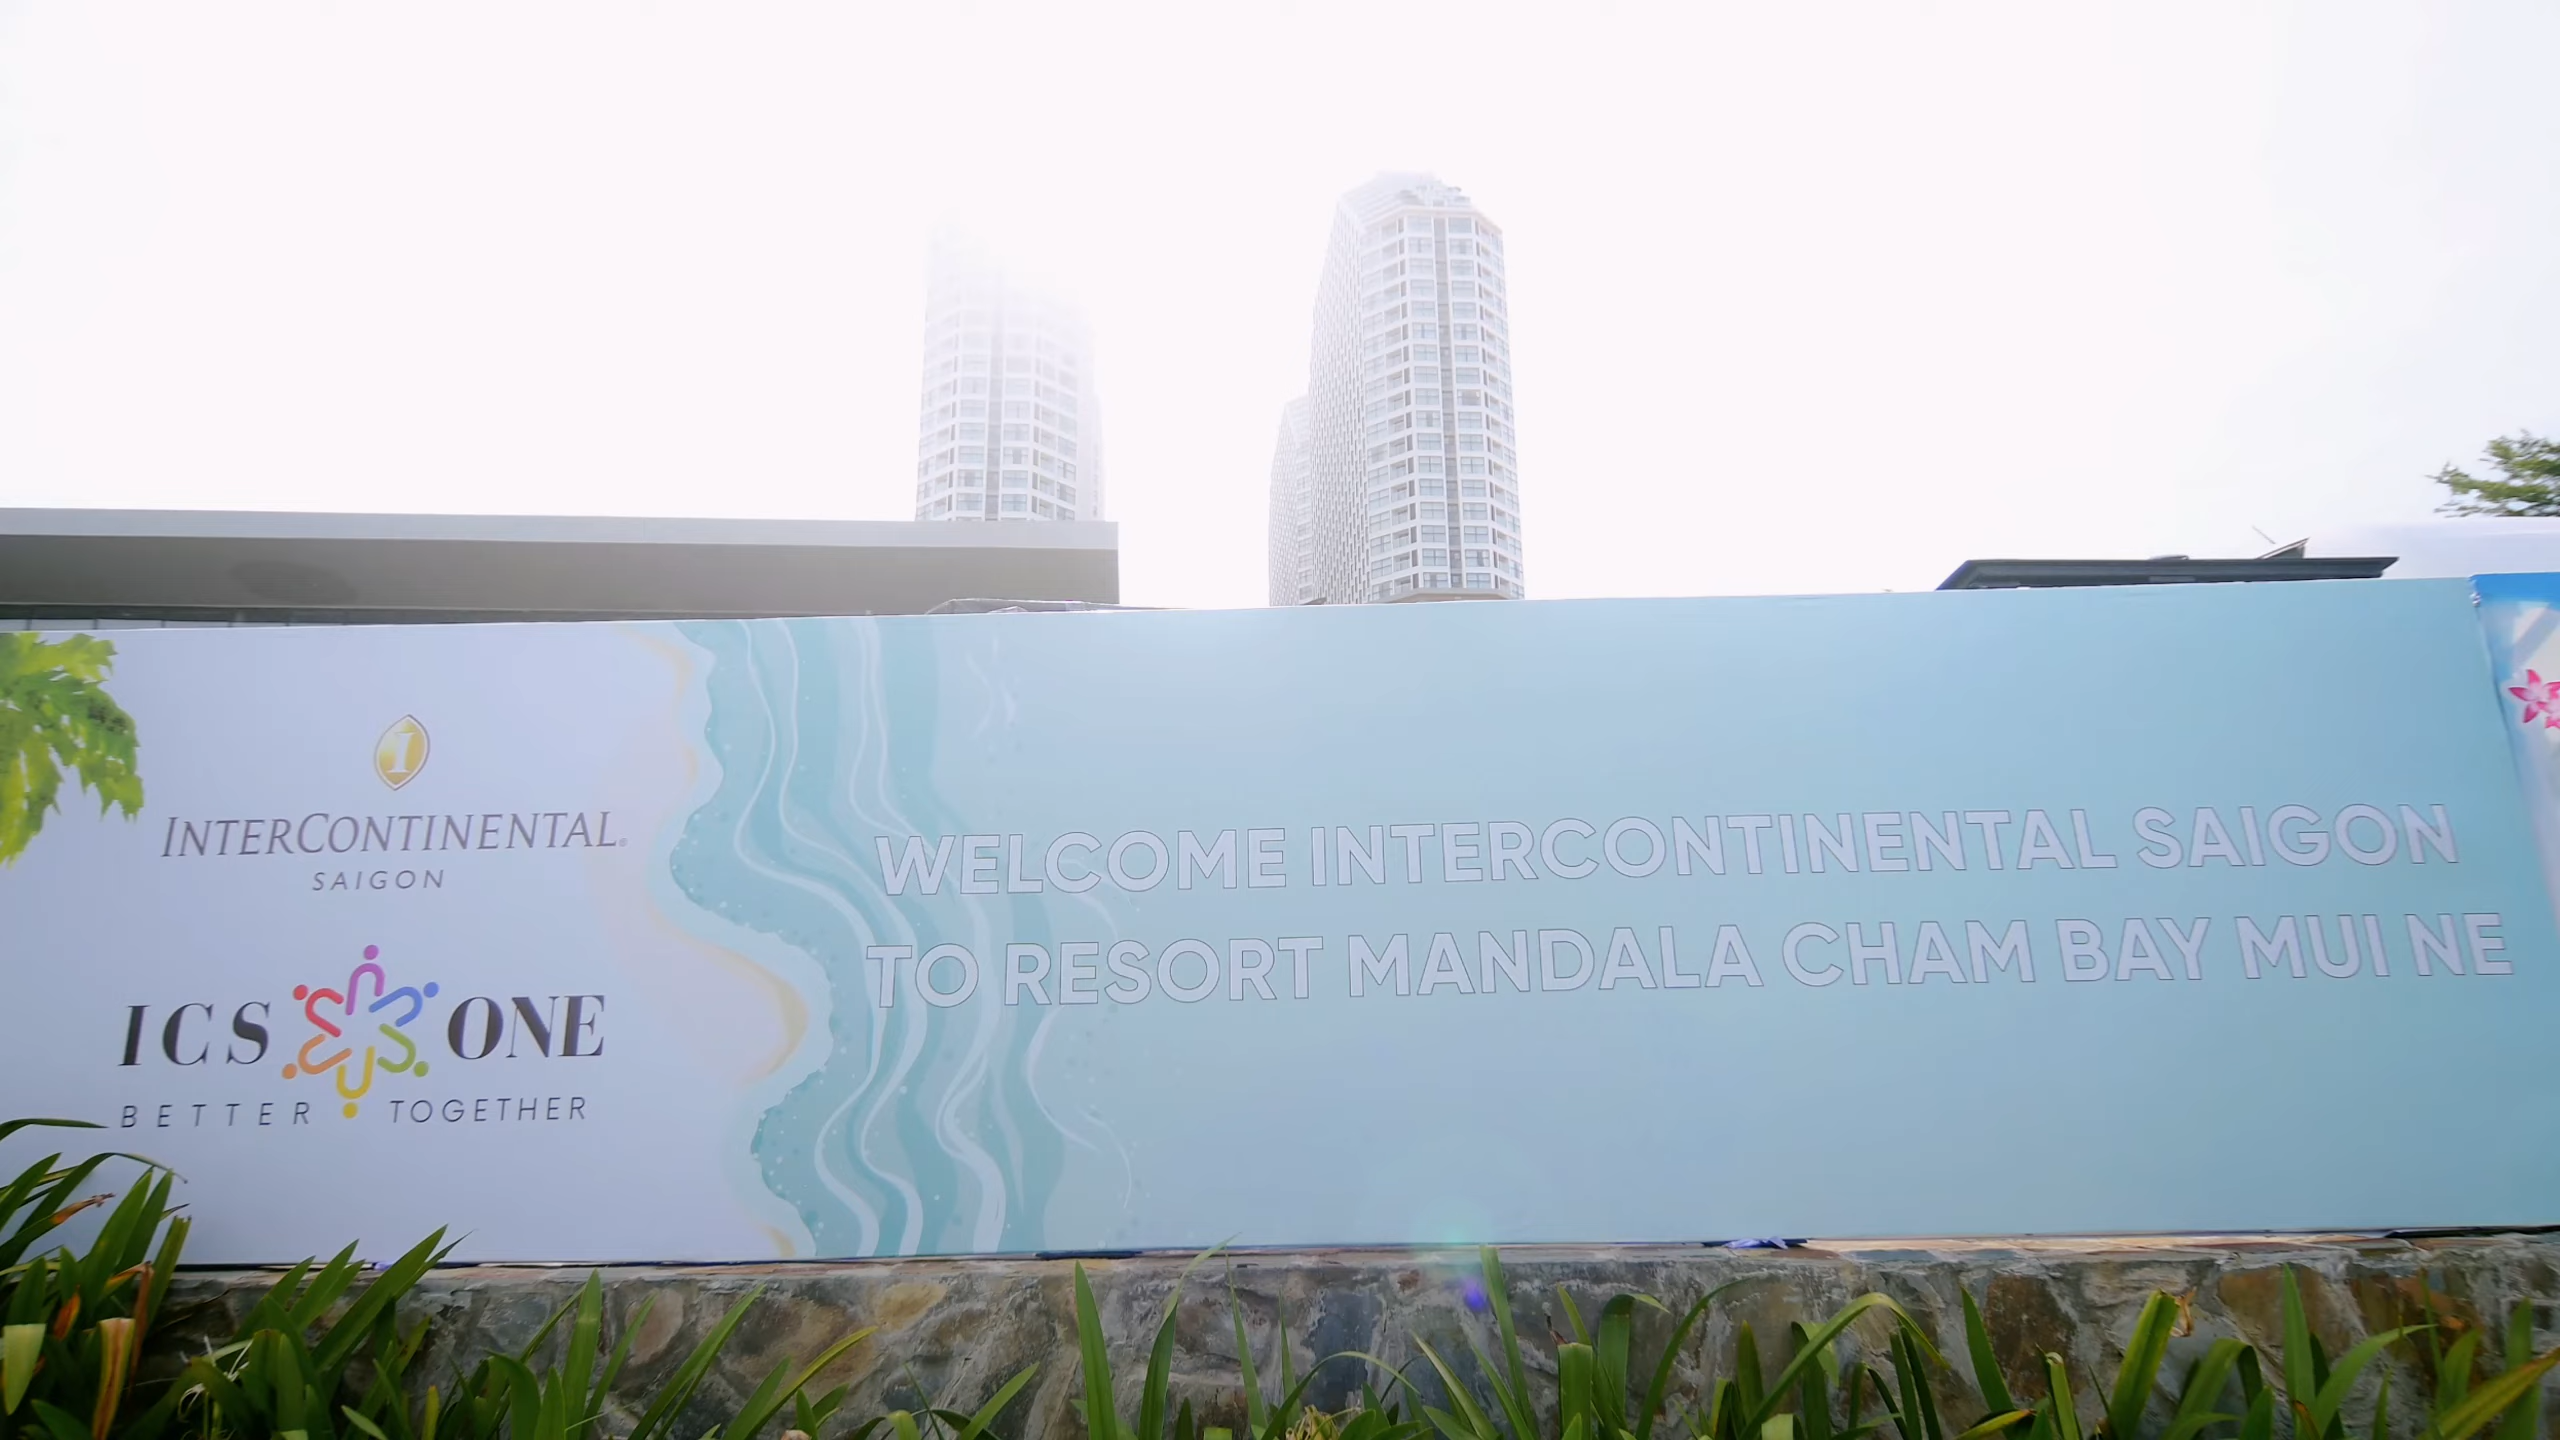 INTERCONTINENTAL®
SAIGON
ICS ONE
BETTER TOGETHER
WELCOME INTERCONTINENTAL SAIGON
TO RESORT MANDALA CHAM BAY MUI NE